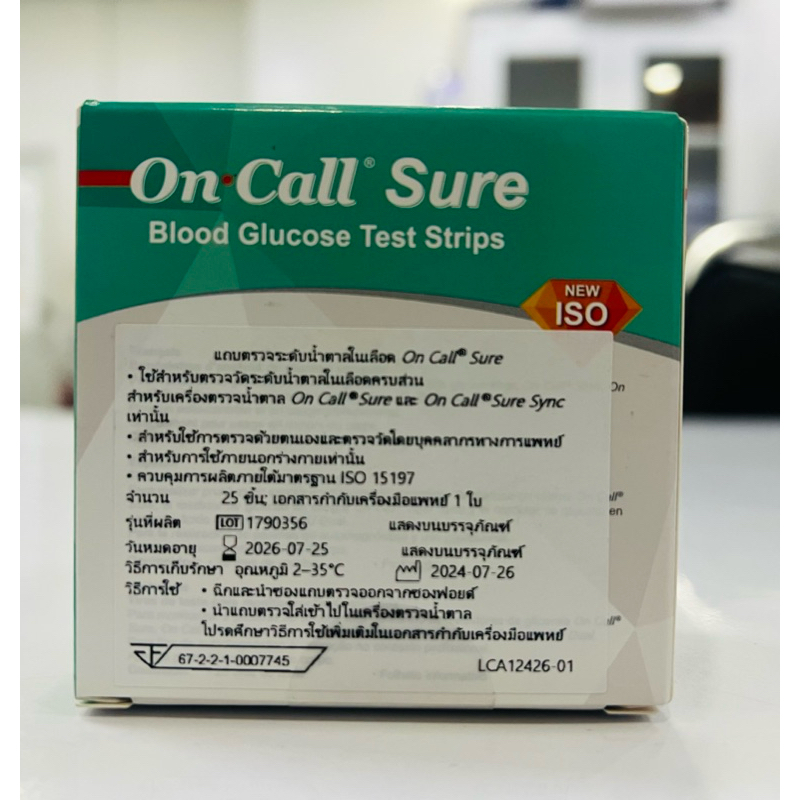 On Call® Sure
Blood Glucose Test Strips
NEW
ISO
แถบตรวจระดับน้ำตาลในเลือด On Call® Sure
• ใช้สำหรับตรวจวัดระดับน้ำตาลในเลือดครบส่วน
สำหรับเครื่องตรวจน้ำตาล On Call®Sure และ On Call®Sure Sync
เท่านั้น
• สำหรับใช้การตรวจด้วยตนเองและตรวจวัดโดยบุคคลากรทางการแพทย์
• สำหรับการใช้ภายนอกร่างกายเท่านั้น
• ควบคุมการผลิตภายใต้มาตรฐาน ISO 15197
จำนวน 25 ชิ้น; เอกสารกำกับเครื่องมือแพทย์ 1 ใบ
รุ่นที่ผลิต LOT 1790356 แสดงบนบรรจุภัณฑ์
วันหมดอายุ 2026-07-25 แสดงบนบรรจุภัณฑ์
วิธีการเก็บรักษา อุณหภูมิ 2-35°C 2024-07-26
วิธีการใช้ • ฉีกและนำซองแถบตรวจออกจากซองฟอยด์
• นำแถบตรวจใส่เข้าไปในเครื่องตรวจน้ำตาล
โปรดศึกษาวิธีการใช้เพิ่มเติมในเอกสารกำกับเครื่องมือแพทย์
67-2-2-1-0007745 LCA12426-01